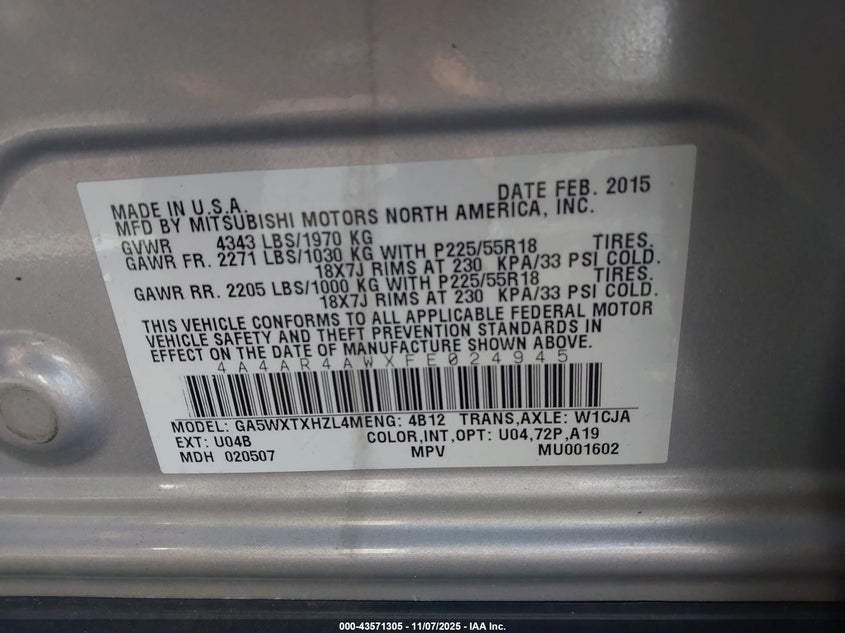 MADE IN U.S.A. DATE FEB. 2015
MFD BY MITSUBISHI MOTORS NORTH AMERICA, INC.
GVWR 4343 LBS/1970 KG
GAWR FR. 2271 LBS/1030 KG WITH P225/55R18 TIRES.
18X7J RIMS AT 230 KPA/33 PSI COLD.
GAWR RR. 2205 LBS/1000 KG WITH P225/55R18 TIRES.
18X7J RIMS AT 230 KPA/33 PSI COLD.
THIS VEHICLE CONFORMS TO ALL APPLICABLE FEDERAL MOTOR
VEHICLE SAFETY AND THEFT PREVENTION STANDARDS IN
EFFECT ON THE DATE OF MANUFACTURE SHOWN ABOVE.
4A4AR4AWXFE024945
MODEL: GA5WXTXHZL4MENG: 4B12 TRANS,AXLE: W1CJA
EXT: U04B COLOR,INT,OPT: U04,72P,A19
MDH 020507 MPV MU001602
000-43571305 - 11/07/2025 - IAA Inc.